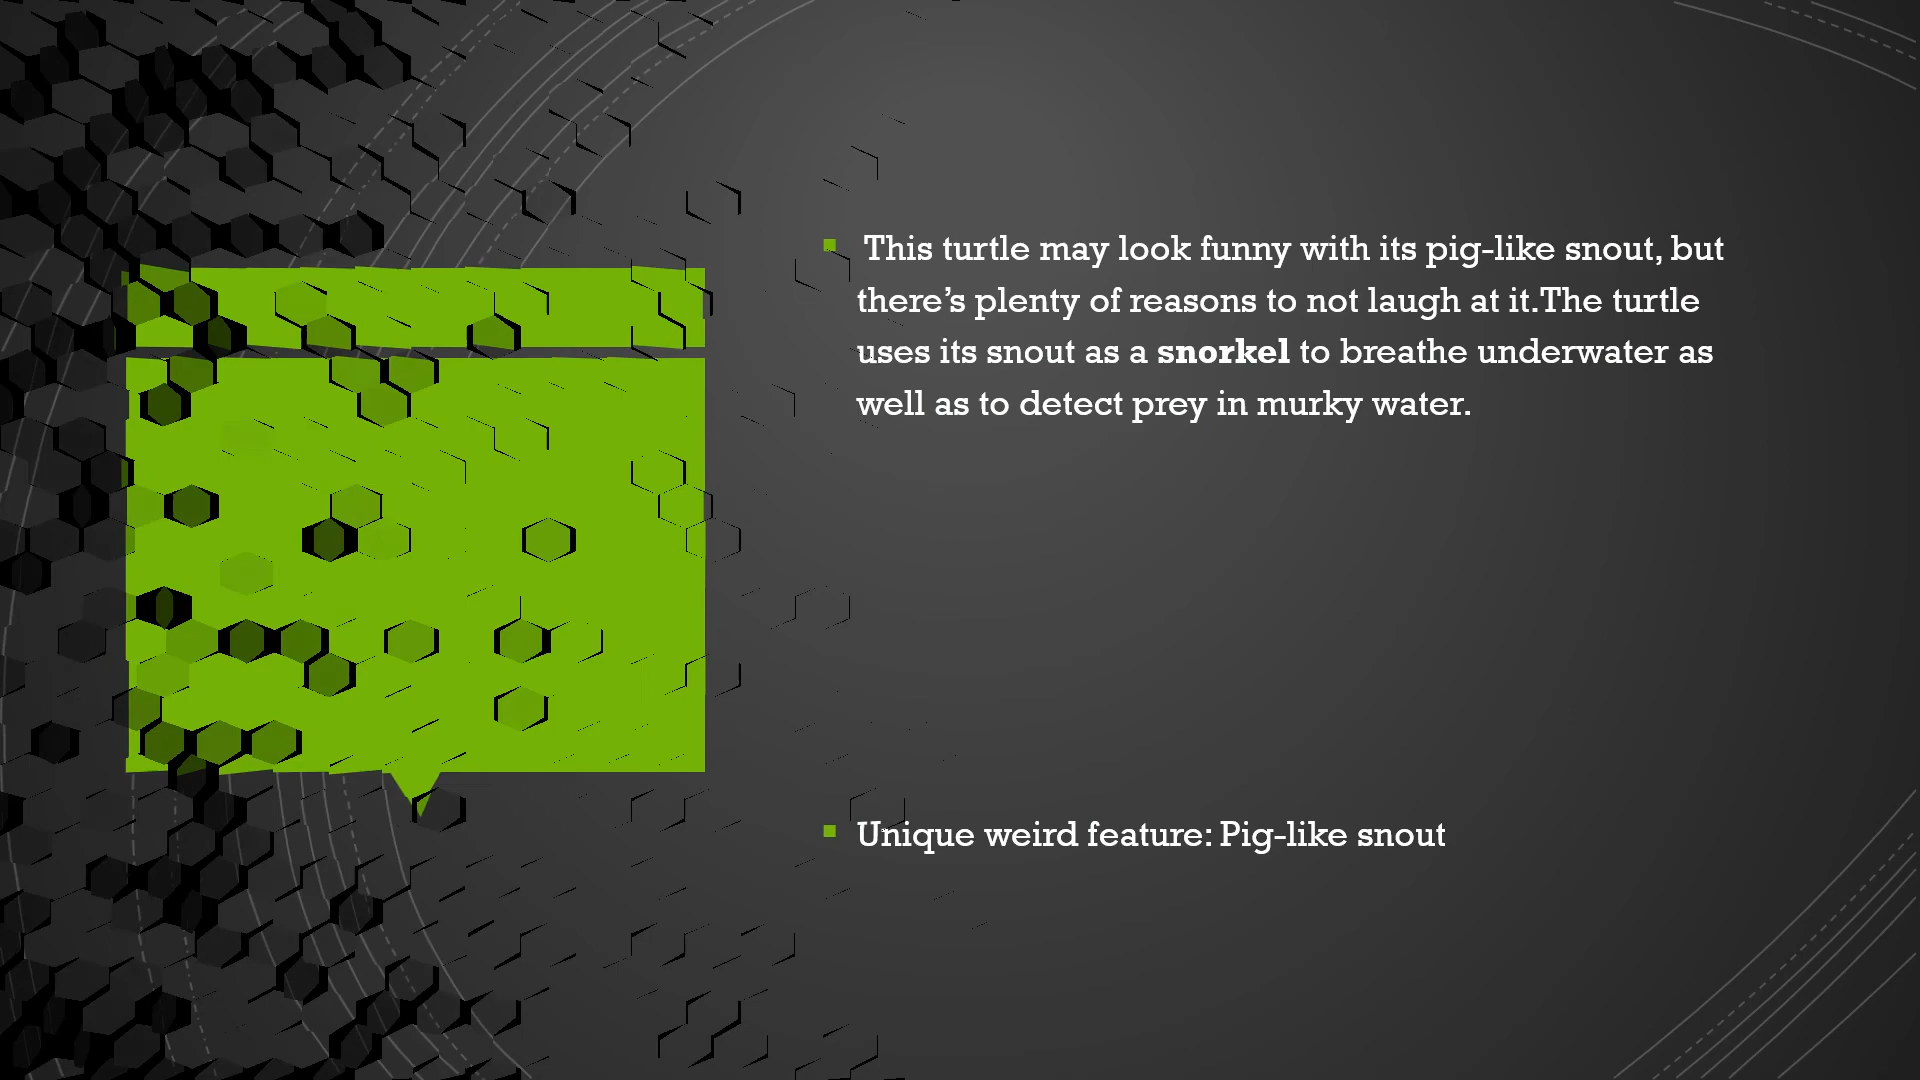 This turtle may look funny with its pig-like snout, but
there’s plenty of reasons to not laugh at it.The turtle
uses its snout as a snorkel to breathe underwater as
well as to detect prey in murky water.
Unique weird feature: Pig-like snout